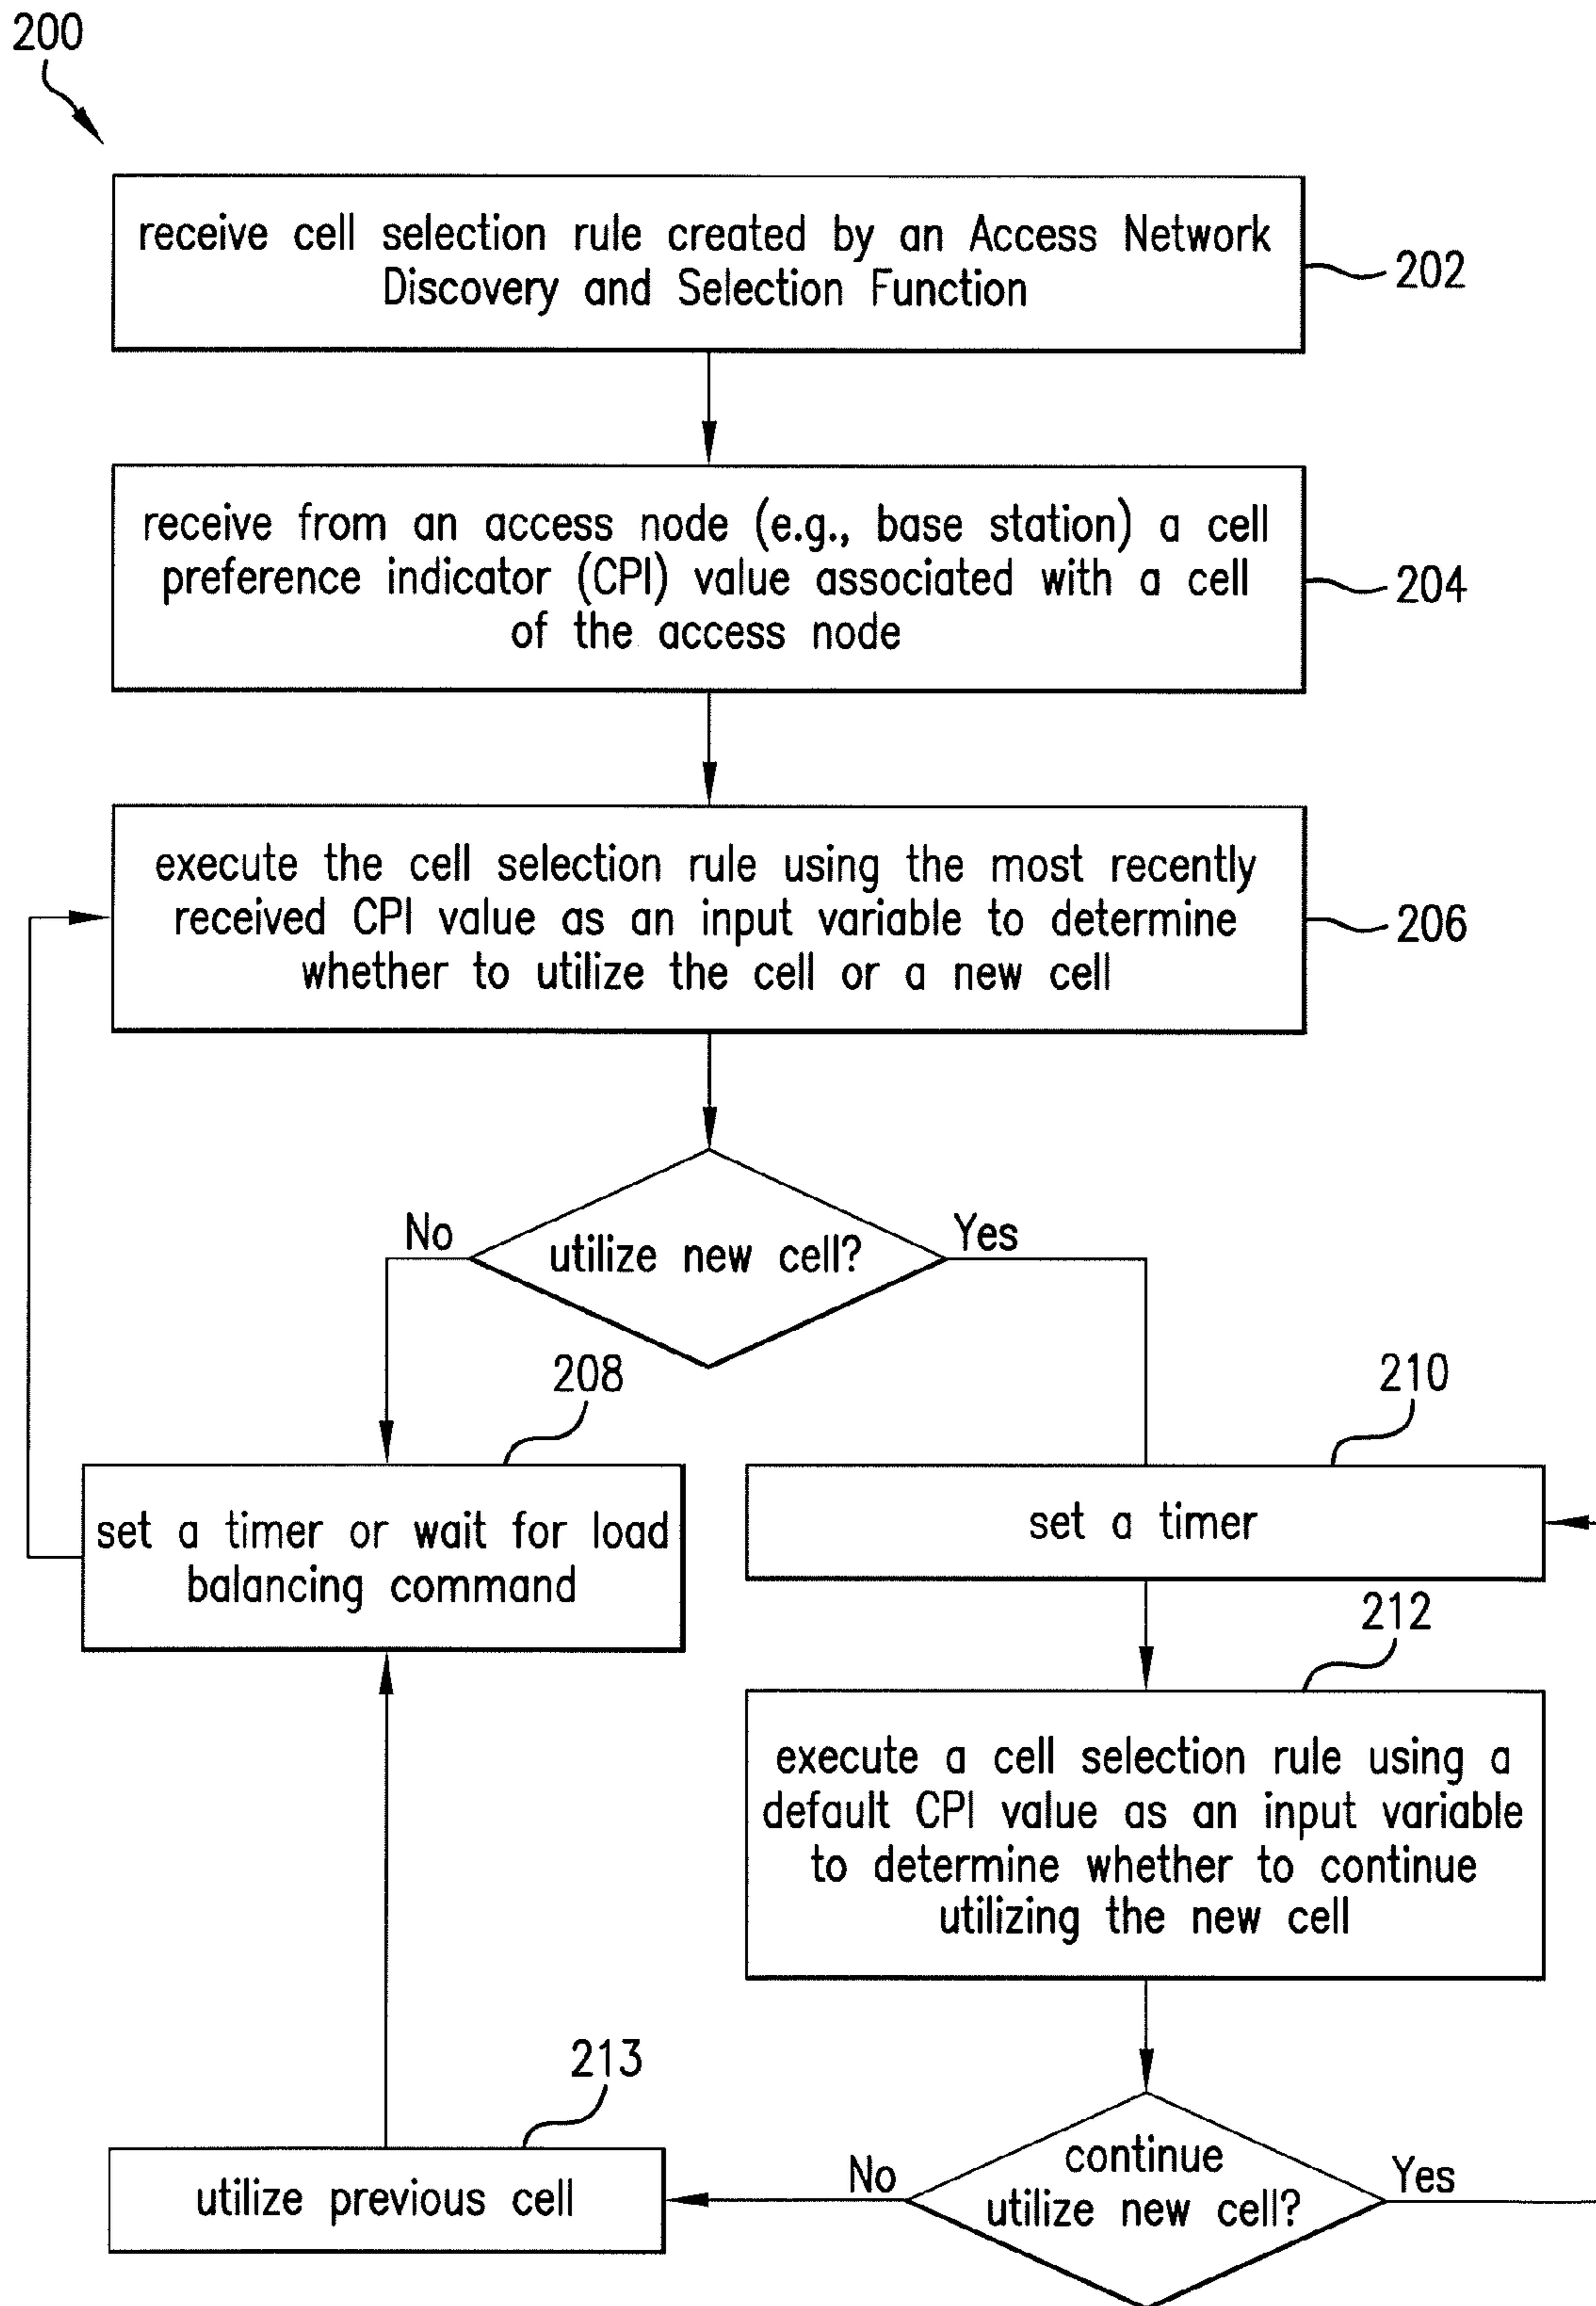 200
receive cell selection rule created by an Access Network
Discovery and Selection Function
202
receive from an access node (e.g., base station) a cell
preference indicator (CPI) value associated with a cell
of the access node
204
execute the cell selection rule using the most recently
received CPI value as an input variable to determine
whether to utilize the cell or a new cell
206
No
utilize new cell?
Yes
208
set a timer or wait for load
balancing command
210
set a timer
212
execute a cell selection rule using a
default CPI value as an input variable
to determine whether to continue
utilizing the new cell
213
utilize previous cell
No
continue
utilize new cell?
Yes